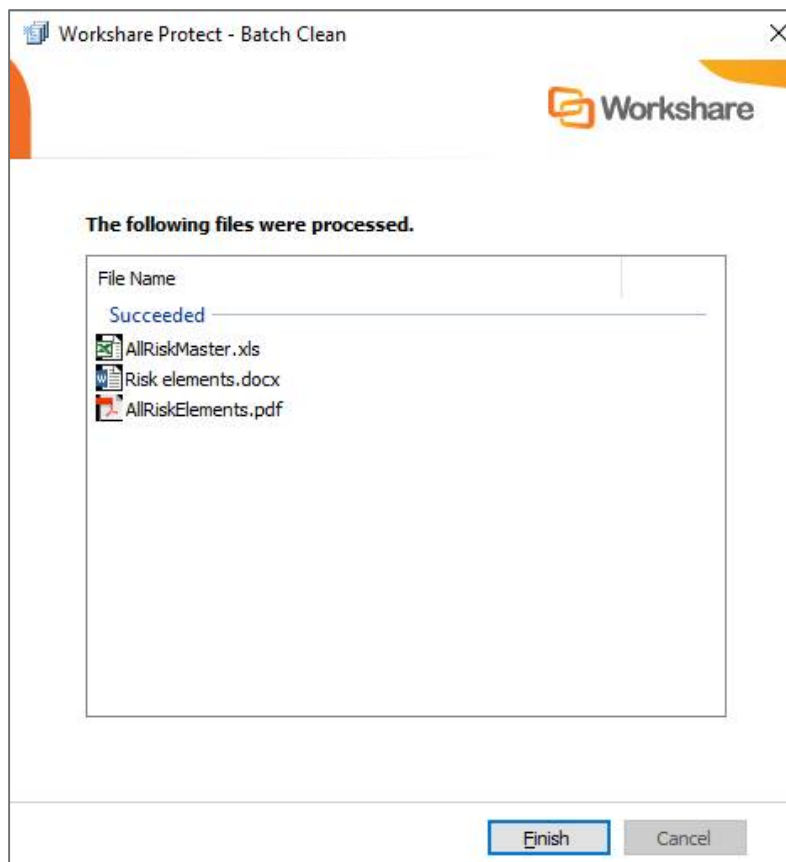 Workshare Protect - Batch Clean
Workshare
The following files were processed.
File Name
Succeeded
AllRiskMaster.xls
Risk elements.docx
AllRiskElements.pdf
Finish
Cancel